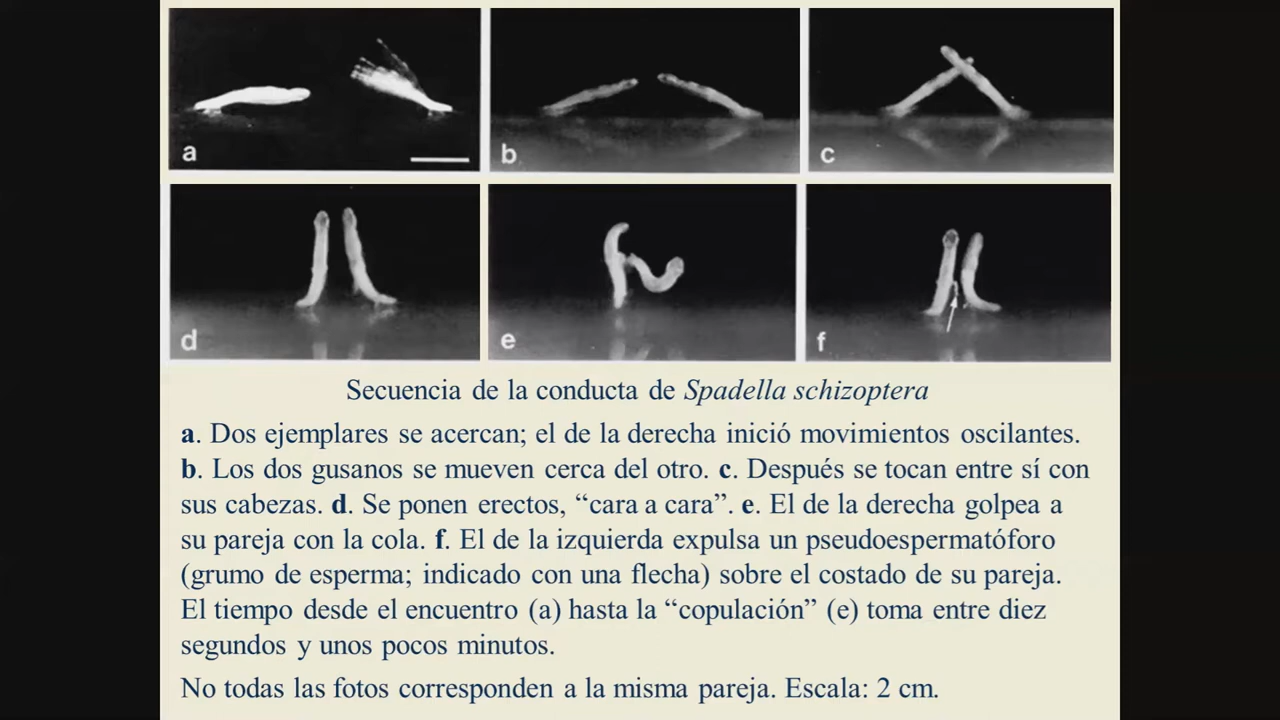 a
b
c
d
e
f
Secuencia de la conducta de Spadella schizoptera
a. Dos ejemplares se acercan; el de la derecha inició movimientos oscilantes.
b. Los dos gusanos se mueven cerca del otro. c. Después se tocan entre sí con
sus cabezas. d. Se ponen erectos, “cara a cara”. e. El de la derecha golpea a
su pareja con la cola. f. El de la izquierda expulsa un pseudoespermatóforo
(grumo de esperma; indicado con una flecha) sobre el costado de su pareja.
El tiempo desde el encuentro (a) hasta la “copulación” (e) toma entre diez
segundos y unos pocos minutos.
No todas las fotos corresponden a la misma pareja. Escala: 2 cm.